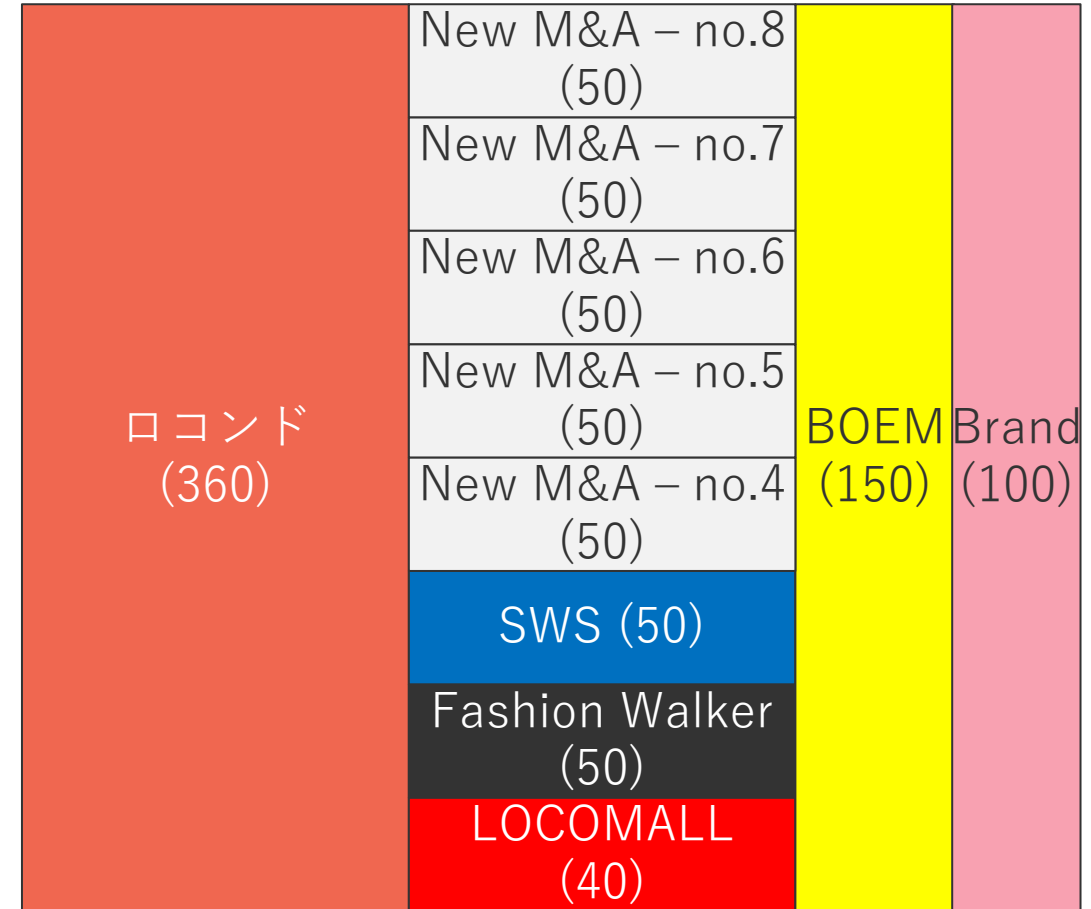 ロコンド
(360)
New M&A – no.8
(50)
New M&A – no.7
(50)
New M&A – no.6
(50)
New M&A – no.5
(50)
New M&A – no.4
(50)
SWS (50)
Fashion Walker
(50)
LOCOMALL
(40)
BOEM
(150)
Brand
(100)